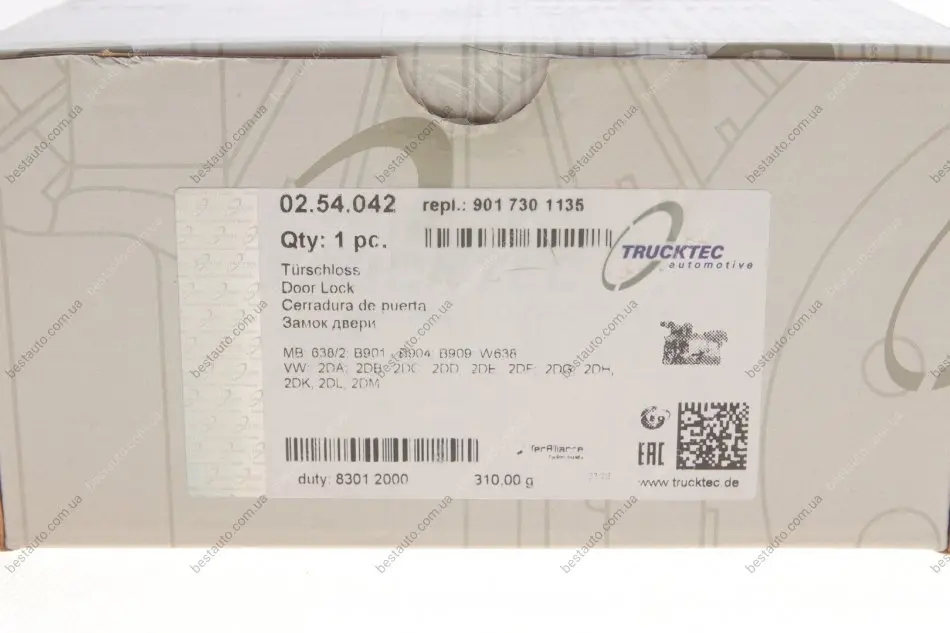 02.54.042 repl.: 901 730 1135
Qty: 1 pc.
TRUCKTEC
automotive
Türschloss
Door Lock
Cerradura de puerta
Замок двери
MB: 638/2, B901 - B904, B909, W638
VW: 2DA, 2DB, 2DC, 2DD, 2DE, 2DF, 2DG, 2DH,
2DK, 2DL, 2DM
TecAlliance
EAC
duty: 8301 2000 310,00 g
www.trucktec.de
bestauto.com.ua